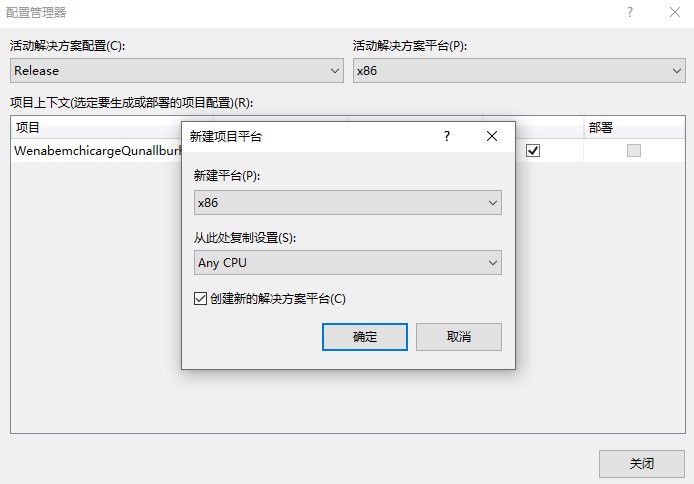 配置管理器
活动解决方案配置(C):
活动解决方案平台(P):
Release
x86
项目上下文(选定要生成或部署的项目配置)(R):
项目
部署
新建项目平台
新建平台(P):
x86
从此处复制设置(S):
Any CPU
创建新的解决方案平台(C)
确定
取消
关闭